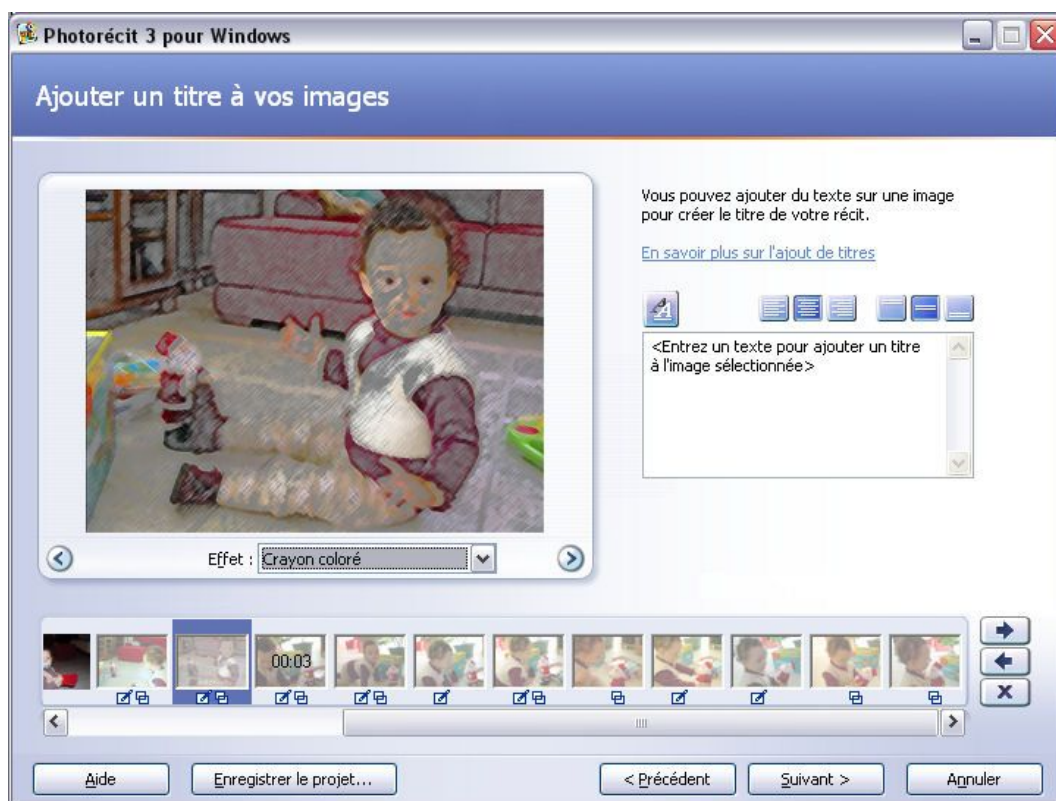 Photorécit 3 pour Windows
Ajouter un titre à vos images
Vous pouvez ajouter du texte sur une image
pour créer le titre de votre récit.
En savoir plus sur l'ajout de titres
A
<Entrez un texte pour ajouter un titre
à l'image sélectionnée>
Effet : Crayon coloré
00:03
Aide
Enregistrer le projet...
< Précédent
Suivant >
Annuler